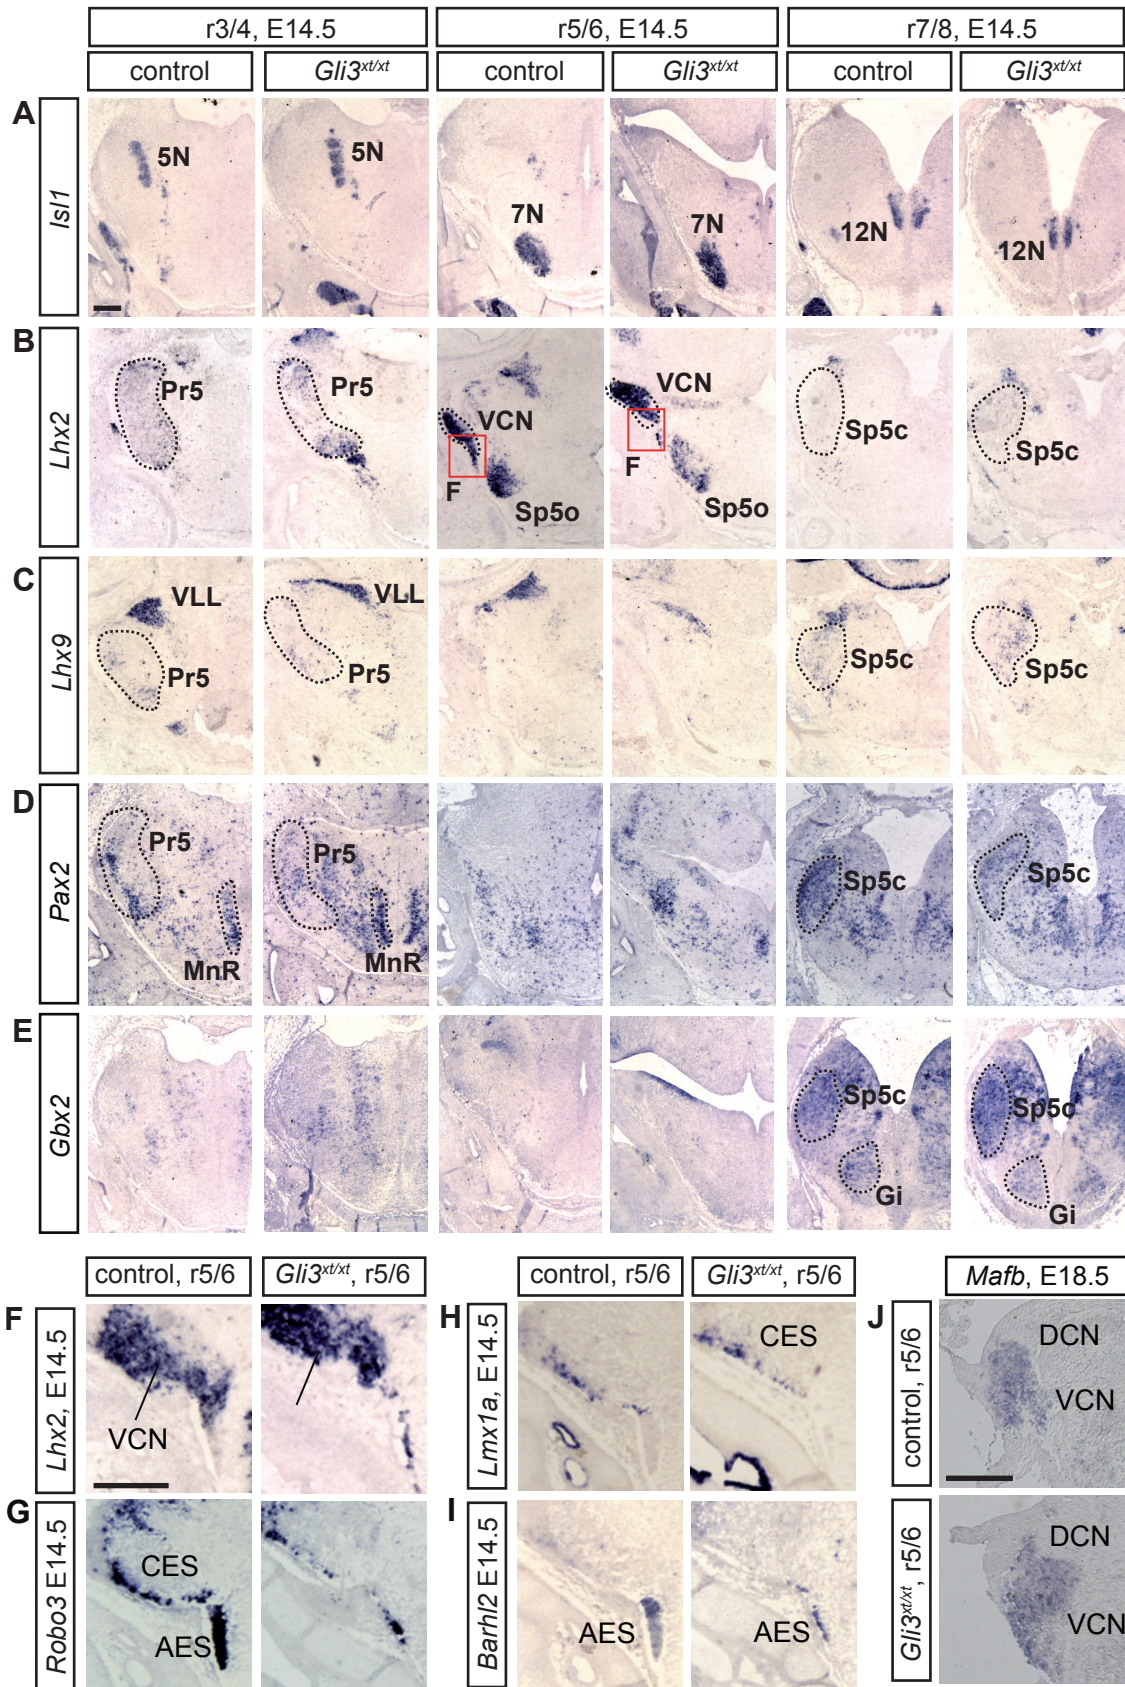 r3/4, E14.5 r5/6, E14.5 r7/8, E14.5
control Gli3xt/xt control Gli3xt/xt control Gli3xt/xt
A Isl1 5N 5N 7N 7N 12N 12N
B Lhx2 Pr5 Pr5 VCN F Sp5o VCN F Sp5o Sp5c Sp5c
C Lhx9 VLL Pr5 VLL Pr5 Sp5c Sp5c
D Pax2 Pr5 MnR Pr5 MnR Sp5c Sp5c
E Gbx2 Sp5c Gi Sp5c Gi
control, r5/6 Gli3xt/xt, r5/6
F Lhx2, E14.5 VCN
G Robo3 E14.5 CES AES
control, r5/6 Gli3xt/xt, r5/6
H Lmx1a, E14.5 CES
I Barhl2 E14.5 AES AES
Mafb, E18.5
J control, r5/6 DCN VCN
Gli3xt/xt, r5/6 DCN VCN